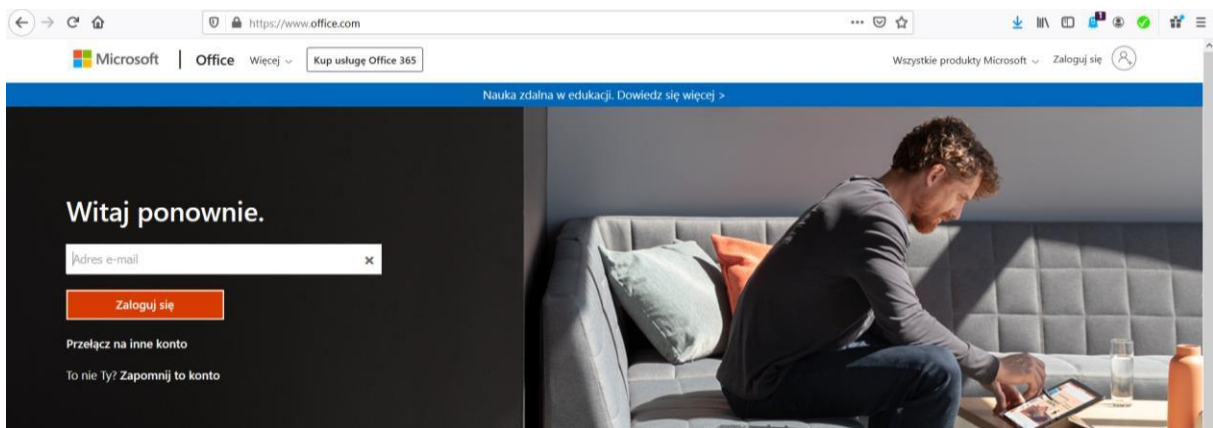 https://www.office.com
1
Microsoft | Office Więcej Kup usługę Office 365 Wszystkie produkty Microsoft Zaloguj się
Nauka zdalna w edukacji. Dowiedz się więcej >
Witaj ponownie.
Adres e-mail
Zaloguj się
Przełącz na inne konto
To nie Ty? Zapomnij to konto